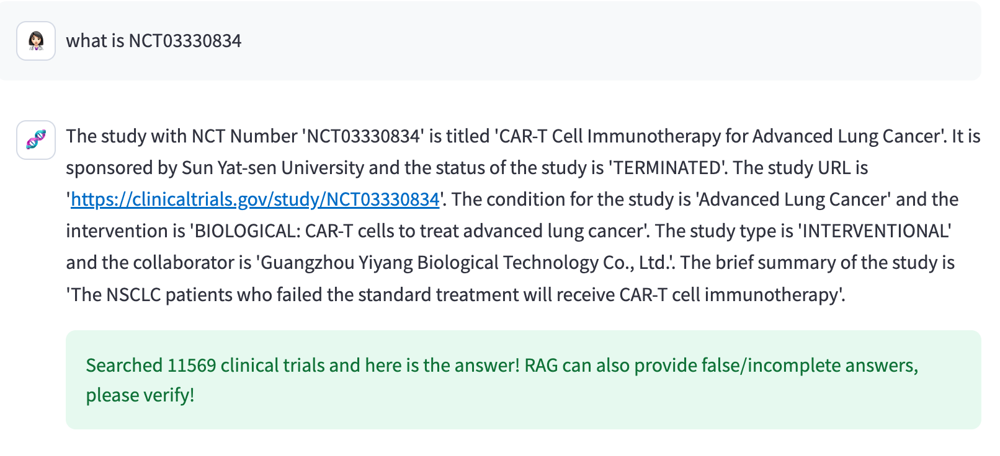 what is NCT03330834
The study with NCT Number 'NCT03330834' is titled 'CAR-T Cell Immunotherapy for Advanced Lung Cancer'. It is
sponsored by Sun Yat-sen University and the status of the study is 'TERMINATED'. The study URL is
'https://clinicaltrials.gov/study/NCT03330834'. The condition for the study is 'Advanced Lung Cancer' and the
intervention is 'BIOLOGICAL: CAR-T cells to treat advanced lung cancer'. The study type is 'INTERVENTIONAL'
and the collaborator is 'Guangzhou Yiyang Biological Technology Co., Ltd.'. The brief summary of the study is
'The NSCLC patients who failed the standard treatment will receive CAR-T cell immunotherapy'.
Searched 11569 clinical trials and here is the answer! RAG can also provide false/incomplete answers,
please verify!